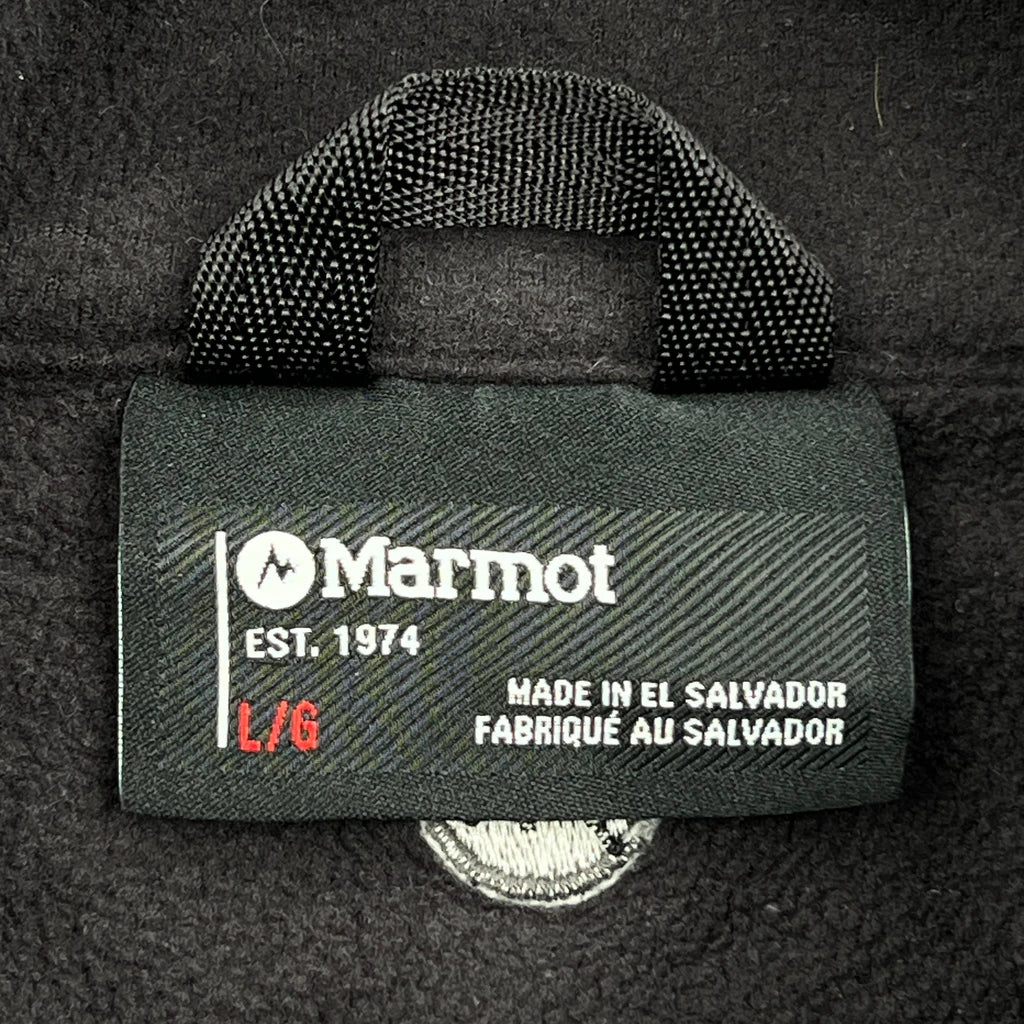 Marmot
EST. 1974
L/G
MADE IN EL SALVADOR
FABRIQUÉ AU SALVADOR